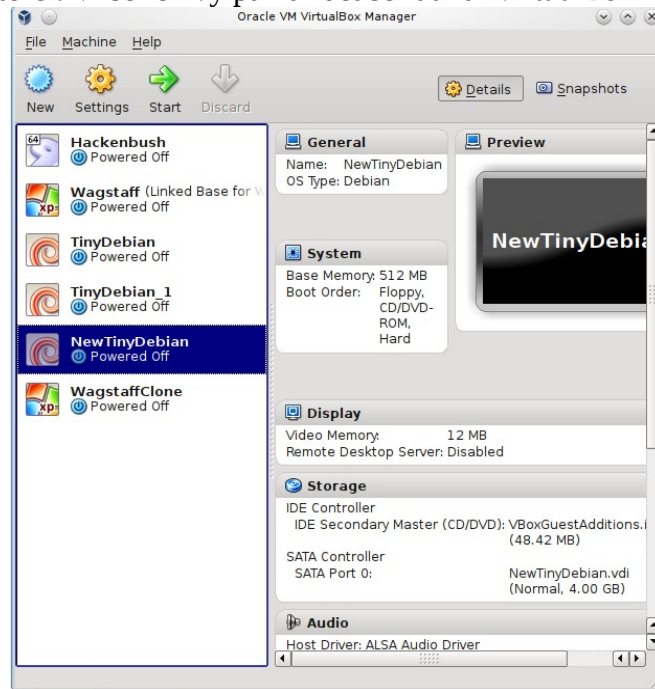 Oracle VM VirtualBox Manager
File Machine Help
New Settings Start Discard
Details Snapshots
64
Hackenbush
Powered Off
Wagstaff (Linked Base for
xp
Powered Off
TinyDebian
Powered Off
TinyDebian_1
Powered Off
NewTinyDebian
Powered Off
WagstaffClone
xp
Powered Off
General
Name: NewTinyDebian
OS Type: Debian
System
Base Memory: 512 MB
Boot Order: Floppy,
CD/DVD-
ROM,
Hard
Preview
NewTinyDebia
Display
Video Memory: 12 MB
Remote Desktop Server: Disabled
Storage
IDE Controller
IDE Secondary Master (CD/DVD): VBoxGuestAdditions.i
(48.42 MB)
SATA Controller
SATA Port 0: NewTinyDebian.vdi
(Normal, 4.00 GB)
Audio
Host Driver: ALSA Audio Driver